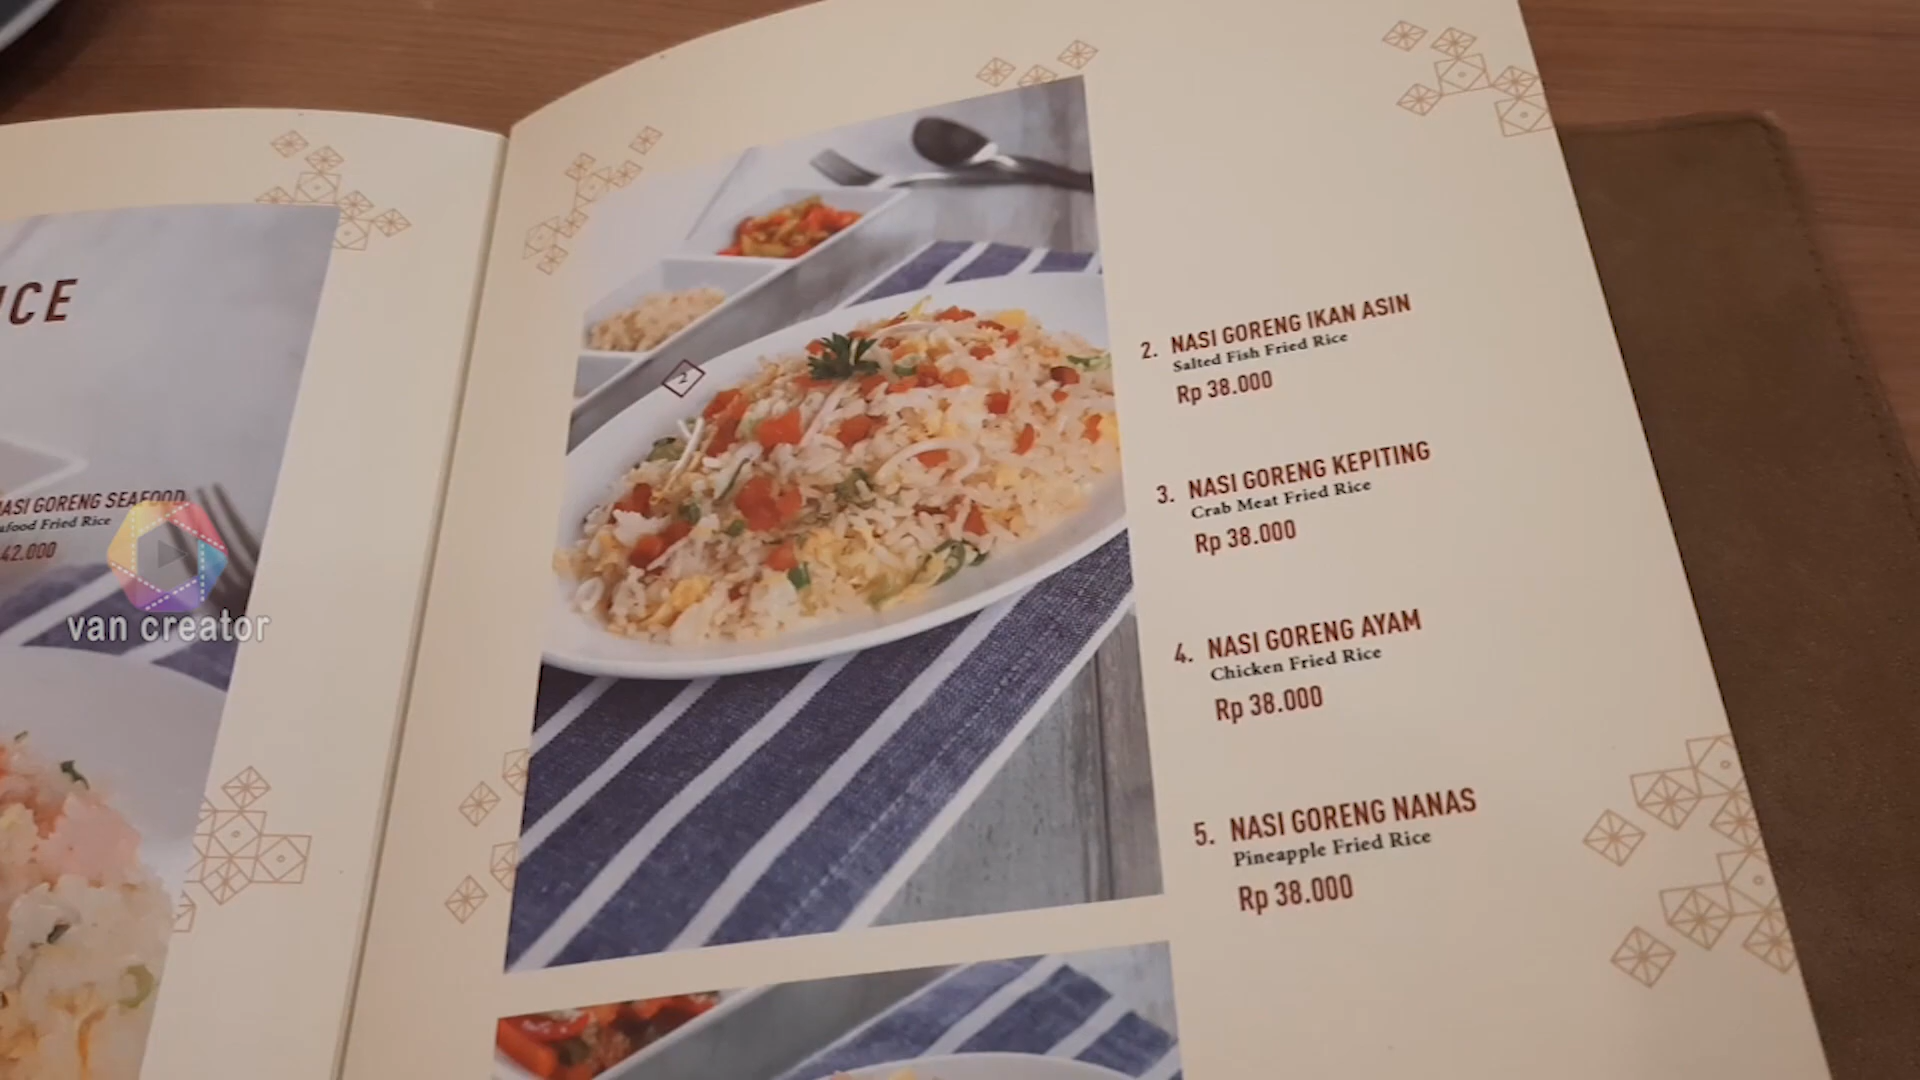 ICE
NASI GORENG SEAFOOD
afood Fried Rice
42.000
van creator
2
2. NASI GORENG IKAN ASIN
Salted Fish Fried Rice
Rp 38.000
3. NASI GORENG KEPITING
Crab Meat Fried Rice
Rp 38.000
4. NASI GORENG AYAM
Chicken Fried Rice
Rp 38.000
5. NASI GORENG NANAS
Pineapple Fried Rice
Rp 38.000